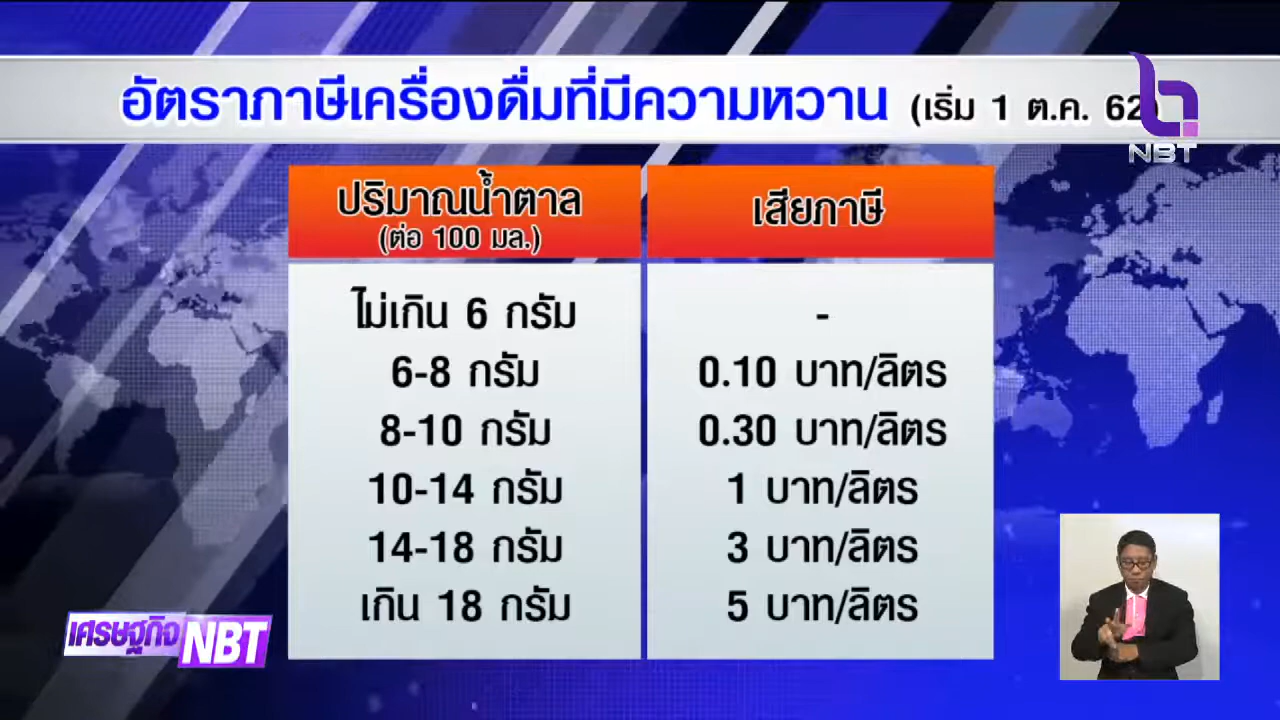 อัตราภาษีเครื่องดื่มที่มีความหวาน (เริ่ม 1 ต.ค. 62)
NBT
ปริมาณน้ำตาล เสียภาษี
(ต่อ 100 มล.)
ไม่เกิน 6 กรัม -
6-8 กรัม 0.10 บาท/ลิตร
8-10 กรัม 0.30 บาท/ลิตร
10-14 กรัม 1 บาท/ลิตร
14-18 กรัม 3 บาท/ลิตร
เกิน 18 กรัม 5 บาท/ลิตร
เศรษฐกิจ NBT